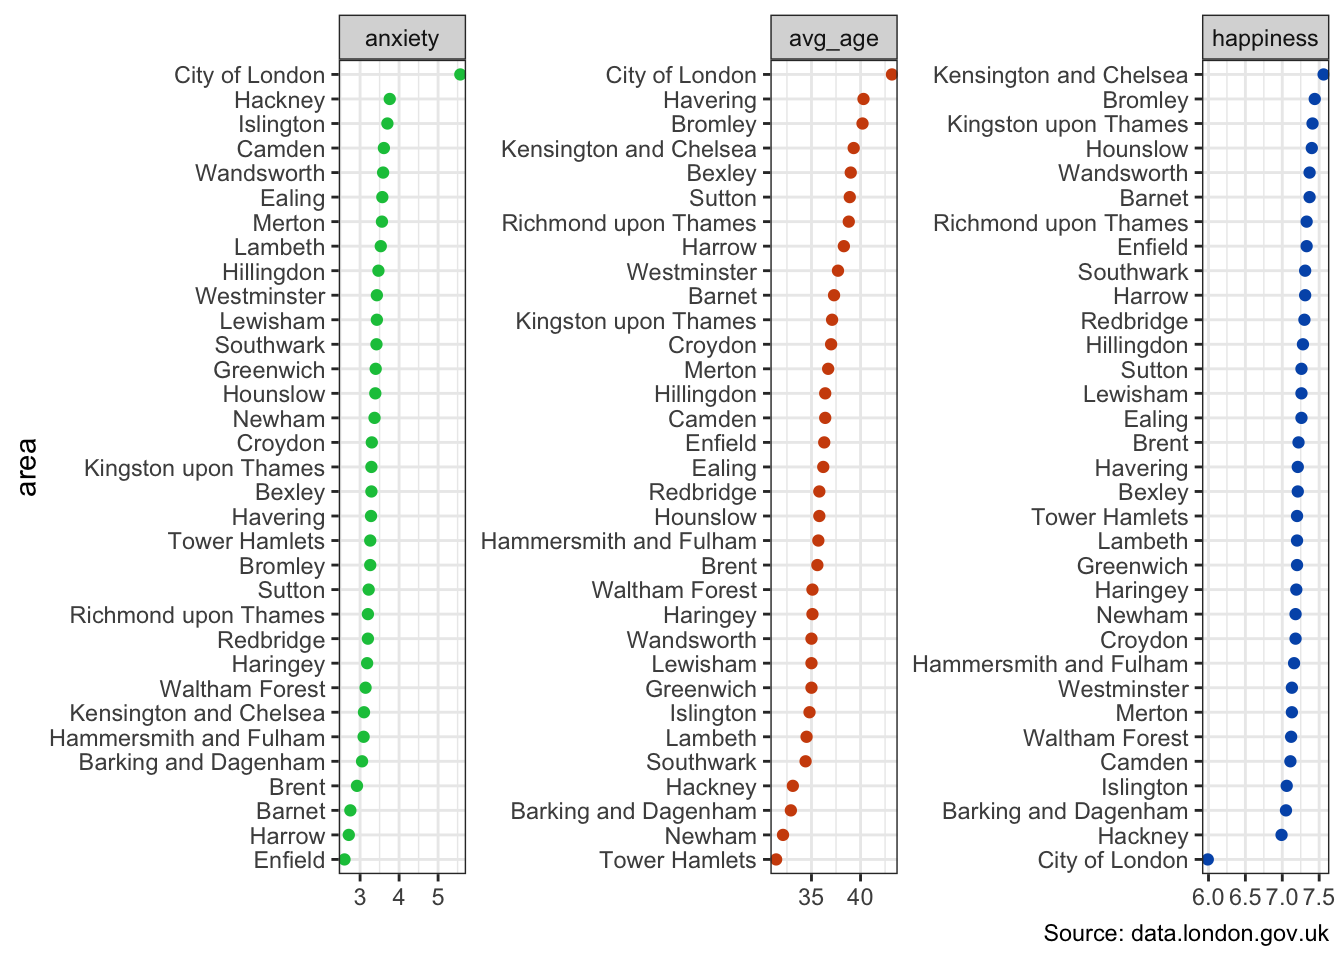 anxiety
City of London
Hackney
Islington
Camden
Wandsworth
Ealing
Merton
Lambeth
Hillingdon
Westminster
Lewisham
Southwark
Greenwich
Hounslow
Newham
Croydon
Kingston upon Thames
Bexley
Havering
Tower Hamlets
Bromley
Sutton
Richmond upon Thames
Redbridge
Haringey
Waltham Forest
Kensington and Chelsea
Hammersmith and Fulham
Barking and Dagenham
Brent
Barnet
Harrow
Enfield
3 4 5
area
avg_age
City of London
Havering
Bromley
Kensington and Chelsea
Bexley
Sutton
Richmond upon Thames
Harrow
Westminster
Barnet
Kingston upon Thames
Croydon
Merton
Hillingdon
Camden
Enfield
Ealing
Redbridge
Hounslow
Hammersmith and Fulham
Brent
Waltham Forest
Haringey
Wandsworth
Lewisham
Greenwich
Islington
Lambeth
Southwark
Hackney
Barking and Dagenham
Newham
Tower Hamlets
35 40
happiness
Kensington and Chelsea
Bromley
Kingston upon Thames
Hounslow
Wandsworth
Barnet
Richmond upon Thames
Enfield
Southwark
Harrow
Redbridge
Hillingdon
Sutton
Lewisham
Ealing
Brent
Havering
Bexley
Tower Hamlets
Lambeth
Greenwich
Haringey
Newham
Croydon
Hammersmith and Fulham
Westminster
Merton
Waltham Forest
Camden
Islington
Barking and Dagenham
Hackney
City of London
6.0 6.5 7.0 7.5
Source: data.london.gov.uk